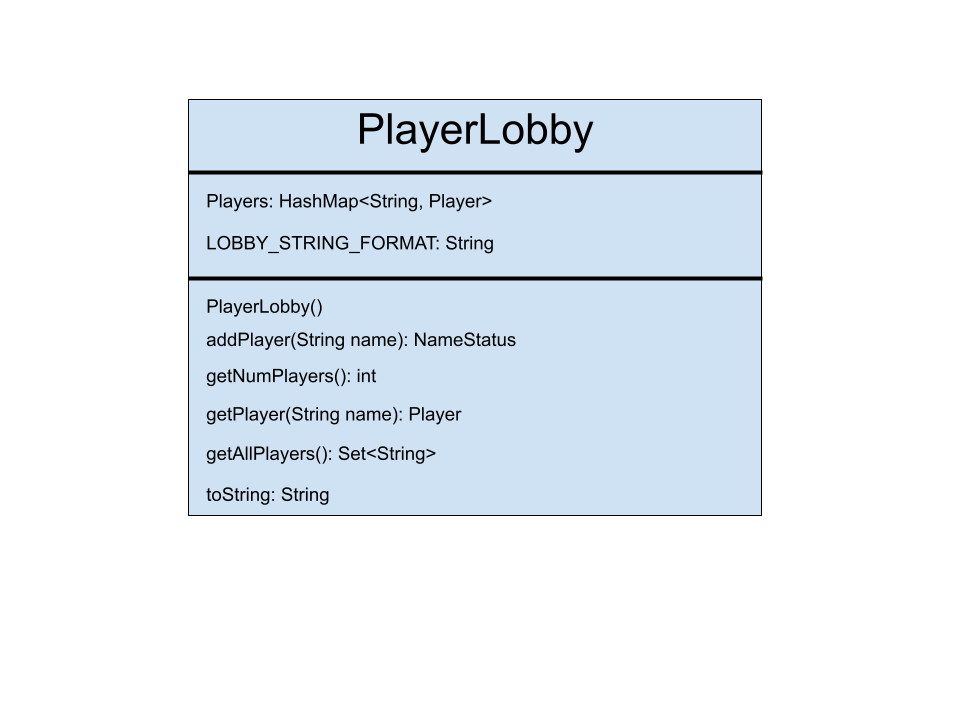 PlayerLobby
Players: HashMap<String, Player>
LOBBY_STRING_FORMAT: String
PlayerLobby()
addPlayer(String name): NameStatus
getNumPlayers(): int
getPlayer(String name): Player
getAllPlayers(): Set<String>
toString: String